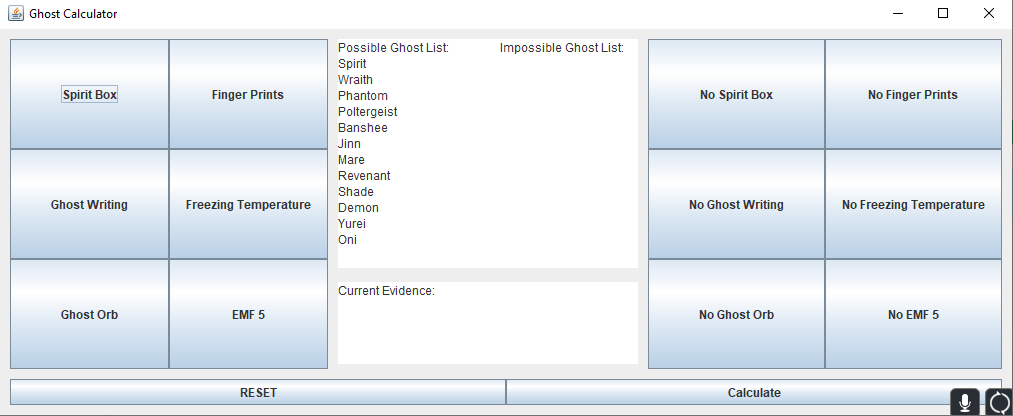 Ghost Calculator
Spirit Box
Finger Prints
Ghost Writing
Freezing Temperature
Ghost Orb
EMF 5
Possible Ghost List: Impossible Ghost List:
Spirit
Wraith
Phantom
Poltergeist
Banshee
Jinn
Mare
Revenant
Shade
Demon
Yurei
Oni
Current Evidence:
No Spirit Box
No Finger Prints
No Ghost Writing
No Freezing Temperature
No Ghost Orb
No EMF 5
RESET
Calculate